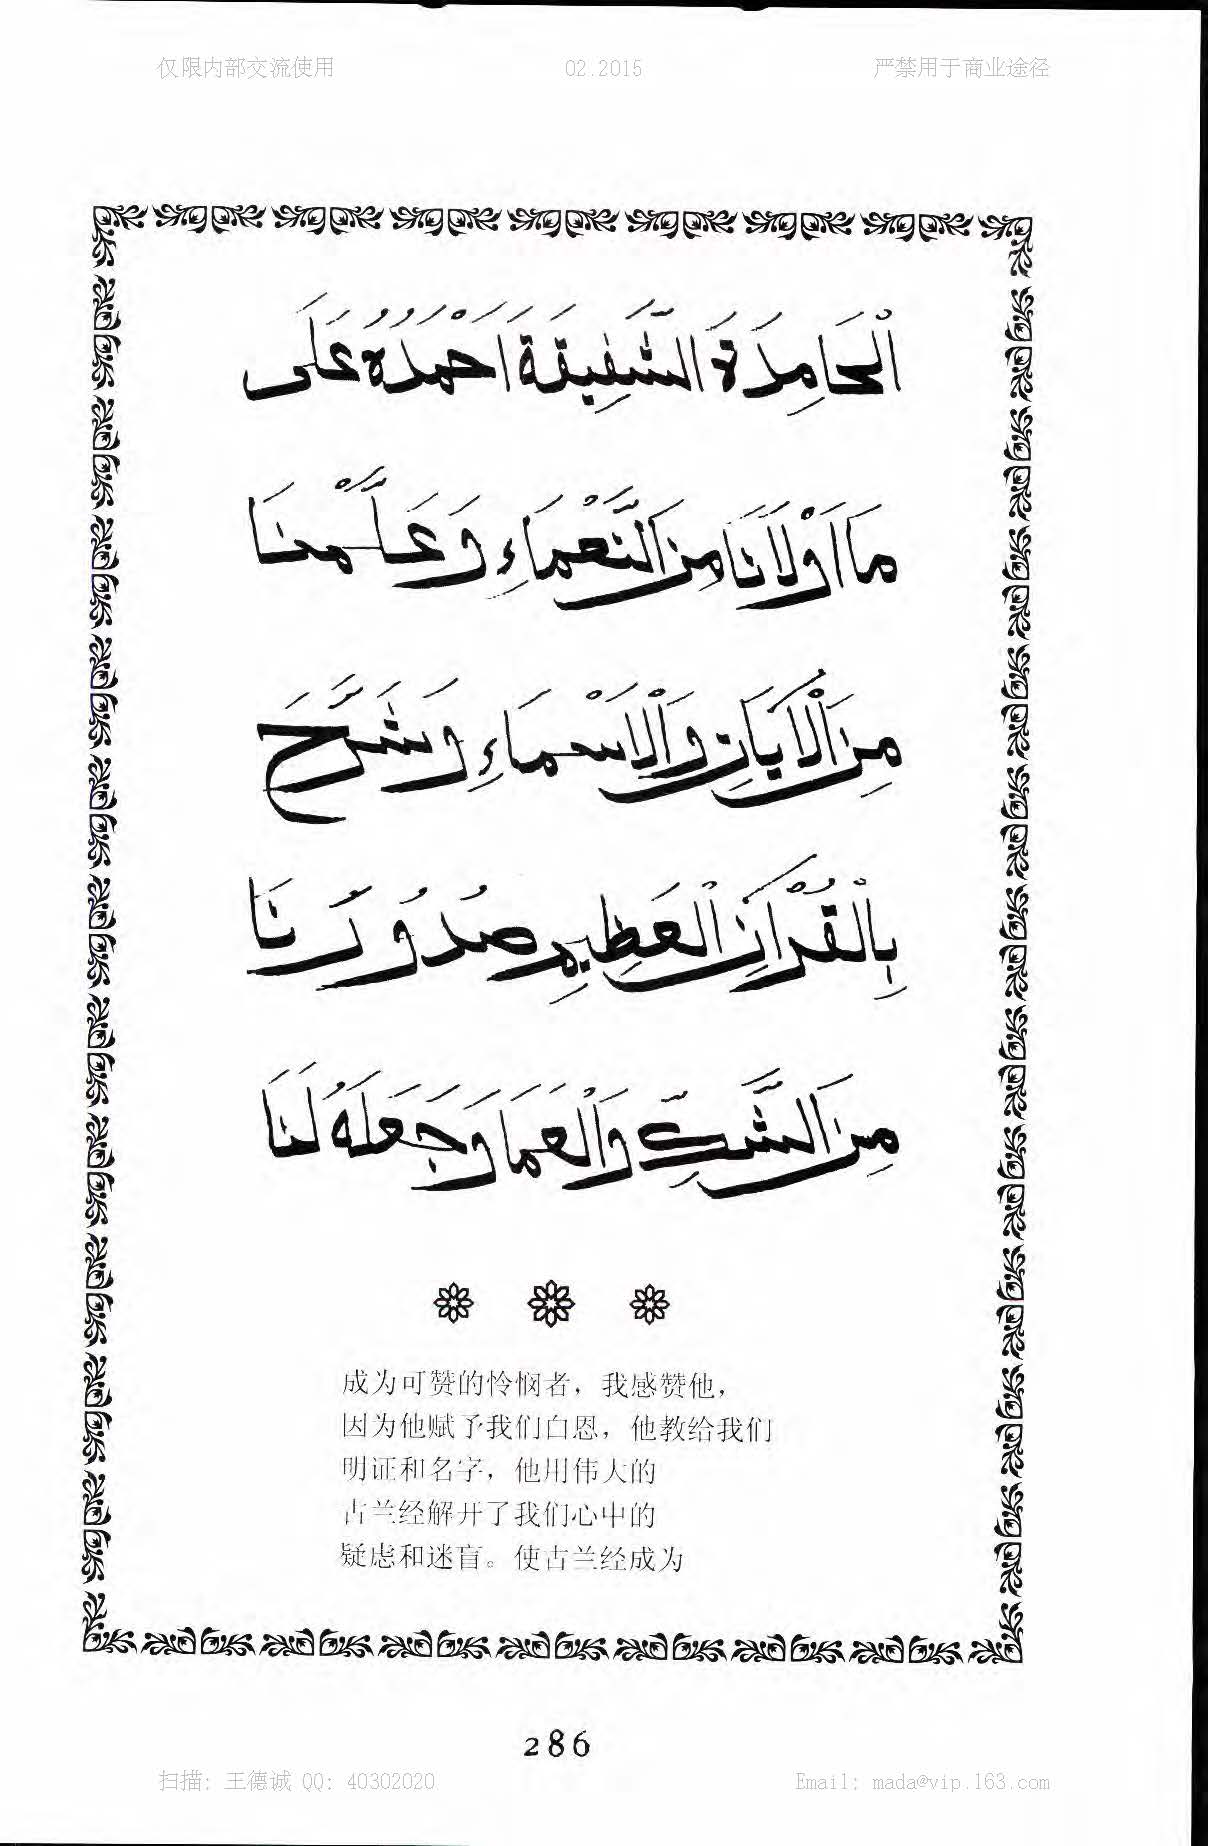 仅限内部交流使用 02.2015 严禁用于商业途径
الْحَامِدَةَ الشَّفِيقَةَ اَحْمَدُهُ عَلَى
مَا اَوْلَانَا مِنَ النَّعْمَاءِ وَعَلَّمْنَا
مِنَ الْاٰيَاتِ وَالْاَسْمَاءِ وَشَرَّحَ
بِالْقُرْاٰنِ الْعَظِيمِ صُدُورُنَا
مِنَ الشَّكِّ وَالْعَمَا وَجَعَلَهُ لَنَا
成为可赞的怜悯者，我感赞他，
因为他赋予我们白恩，他教给我们
明证和名字，他用伟大的
古兰经解开了我们心中的
疑虑和迷盲。使古兰经成为
286
扫描: 王德诚 QQ: 40302020 Email: mada@vip.163.com